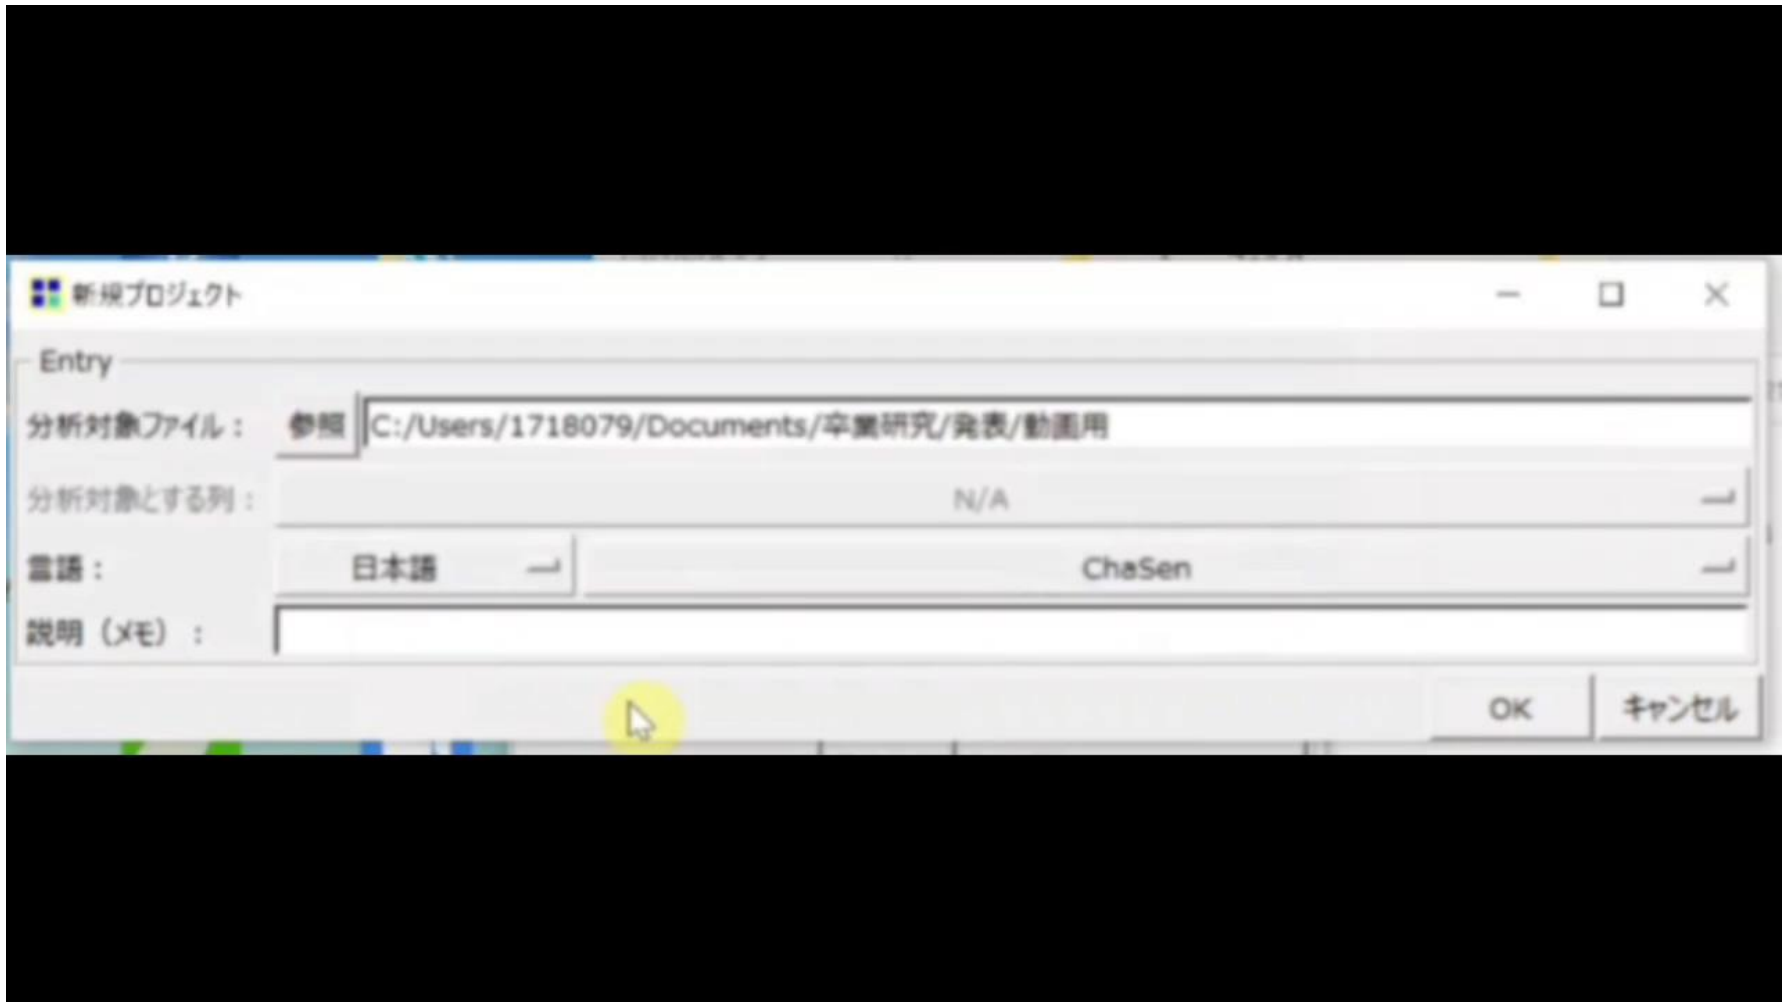 新規プロジェクト
Entry
分析対象ファイル： 参照 C:/Users/1718079/Documents/卒業研究/発表/動画用
分析対象とする列： N/A
言語： 日本語 ChaSen
説明（メモ）：
OK キャンセル